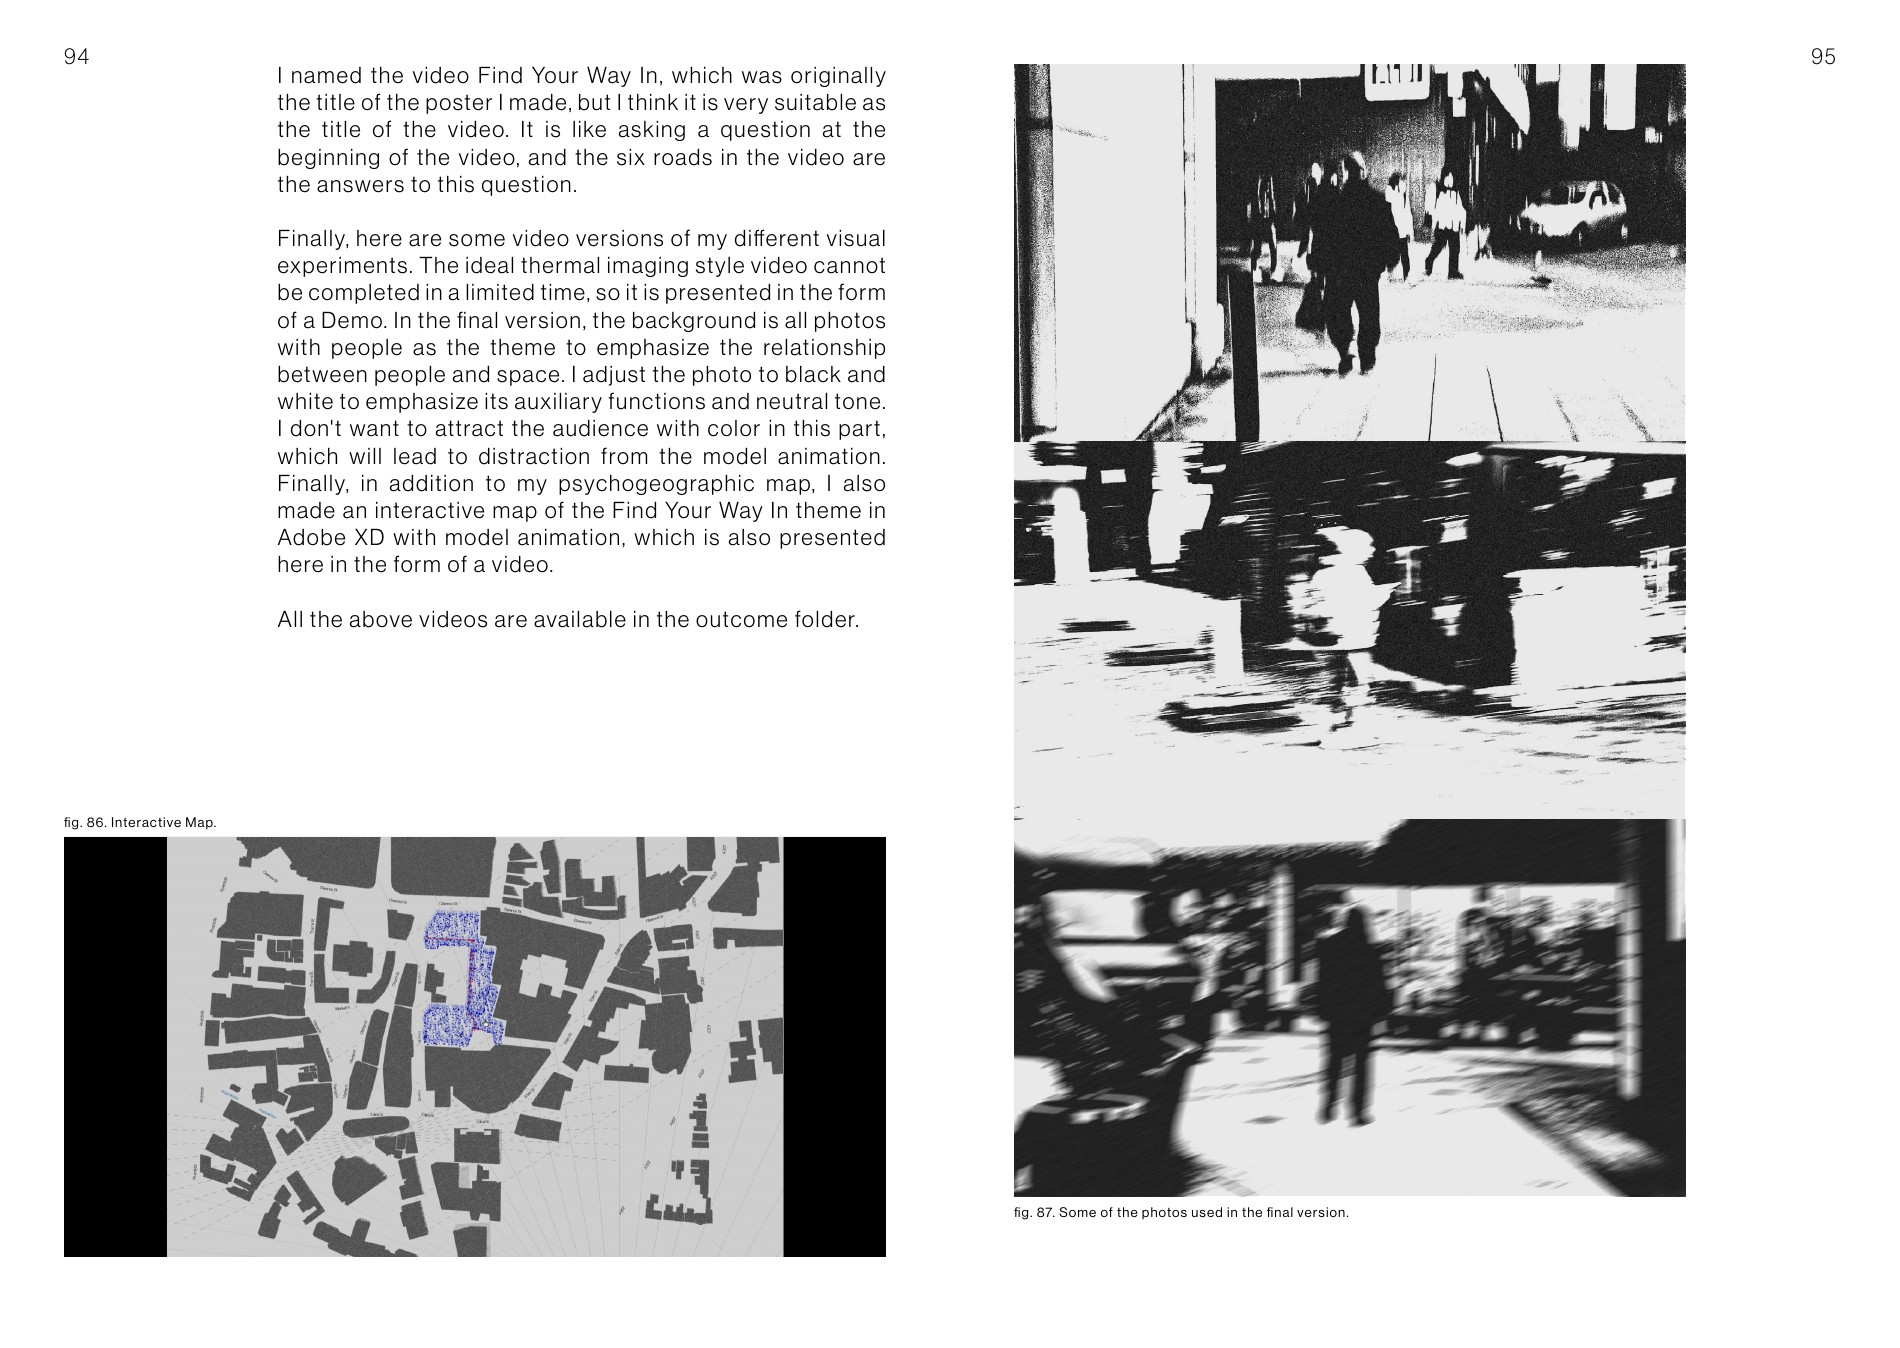 94
I named the video Find Your Way In, which was originally
the title of the poster I made, but I think it is very suitable as
the title of the video. It is like asking a question at the
beginning of the video, and the six roads in the video are
the answers to this question.
Finally, here are some video versions of my different visual
experiments. The ideal thermal imaging style video cannot
be completed in a limited time, so it is presented in the form
of a Demo. In the final version, the background is all photos
with people as the theme to emphasize the relationship
between people and space. I adjust the photo to black and
white to emphasize its auxiliary functions and neutral tone.
I don't want to attract the audience with color in this part,
which will lead to distraction from the model animation.
Finally, in addition to my psychogeographic map, I also
made an interactive map of the Find Your Way In theme in
Adobe XD with model animation, which is also presented
here in the form of a video.
All the above videos are available in the outcome folder.
fig. 86. Interactive Map.
95
fig. 87. Some of the photos used in the final version.